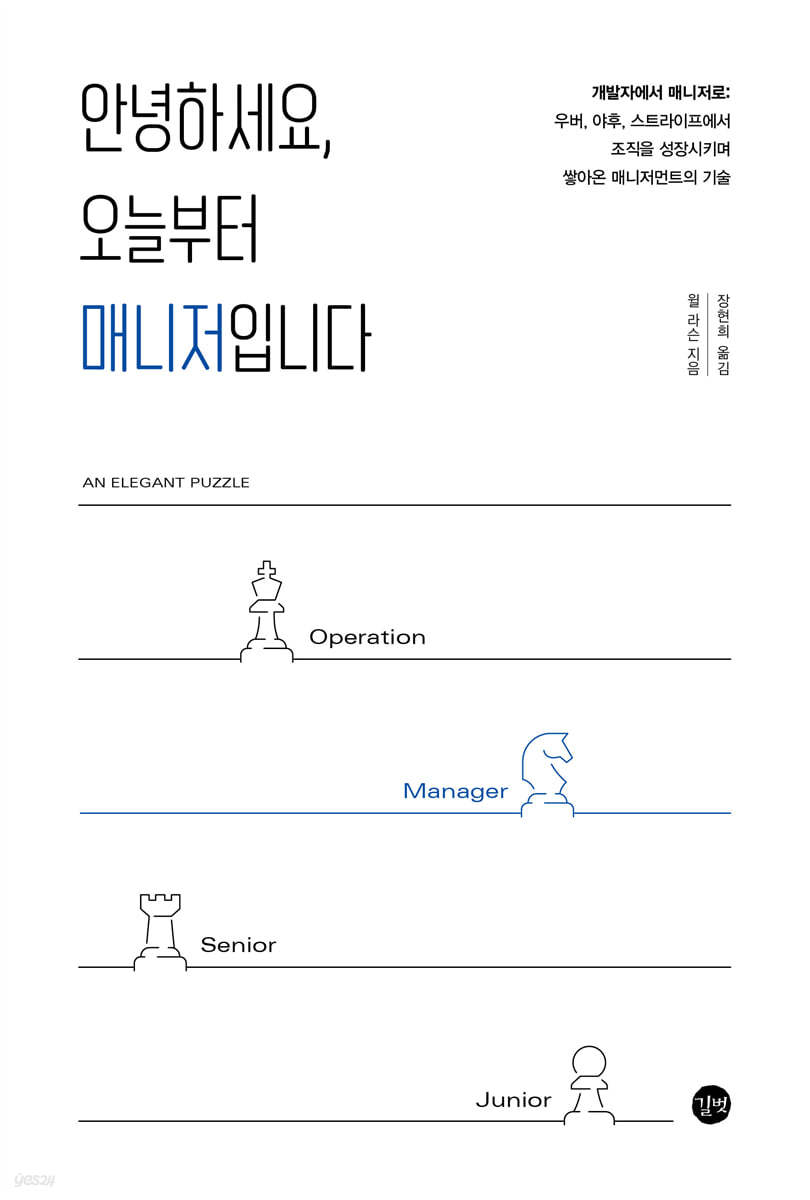 안녕하세요,
오늘부터
매니저입니다
개발자에서 매니저로:
우버, 야후, 스트라이프에서
조직을 성장시키며
쌓아온 매니저먼트의 기술
윌 라슨 지음
장현희 옮김
AN ELEGANT PUZZLE
Operation
Manager
Senior
Junior
길벗
yes24